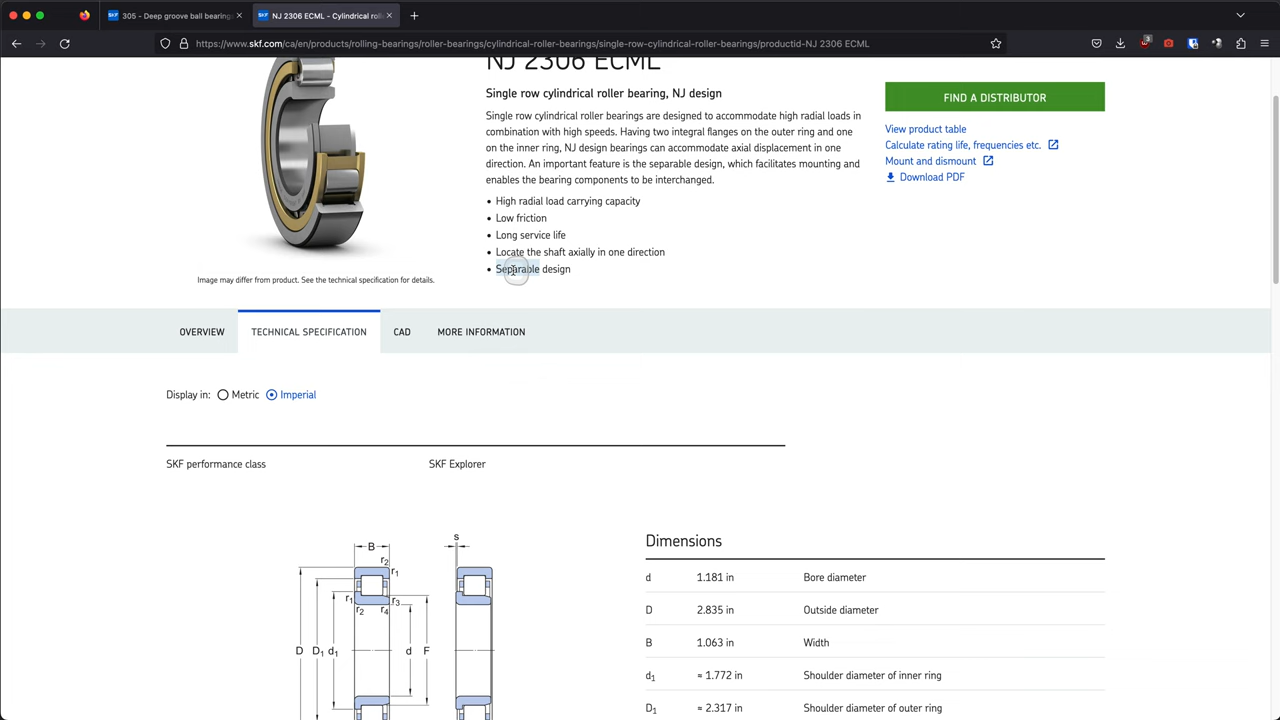 305 - Deep groove ball bearing
NJ 2306 ECML - Cylindrical roll
https://www.skf.com/ca/en/products/rolling-bearings/roller-bearings/cylindrical-roller-bearings/single-row-cylindrical-roller-bearings/productid-NJ 2306 ECML
3
NJ 2306 ECML
Single row cylindrical roller bearing, NJ design
Single row cylindrical roller bearings are designed to accommodate high radial loads in
combination with high speeds. Having two integral flanges on the outer ring and one
on the inner ring, NJ design bearings can accommodate axial displacement in one
direction. An important feature is the separable design, which facilitates mounting and
enables the bearing components to be interchanged.
• High radial load carrying capacity
• Low friction
• Long service life
• Locate the shaft axially in one direction
• Separable design
Image may differ from product. See the technical specification for details.
FIND A DISTRIBUTOR
View product table
Calculate rating life, frequencies etc.
Mount and dismount
Download PDF
OVERVIEW
TECHNICAL SPECIFICATION
CAD
MORE INFORMATION
Display in: Metric Imperial
SKF performance class SKF Explorer
s
B
r2
r1
r1
r2
r4
r3
D D1 d1 d F
Dimensions
d 1.181 in Bore diameter
D 2.835 in Outside diameter
B 1.063 in Width
d1 ≈ 1.772 in Shoulder diameter of inner ring
D1 ≈ 2.317 in Shoulder diameter of outer ring